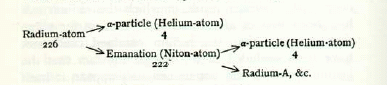 α-particle (Helium-atom)
Radium-atom 4 α-particle (Helium-atom)
226 Emanation (Niton-atom) 4
222
Radium-A, &c.